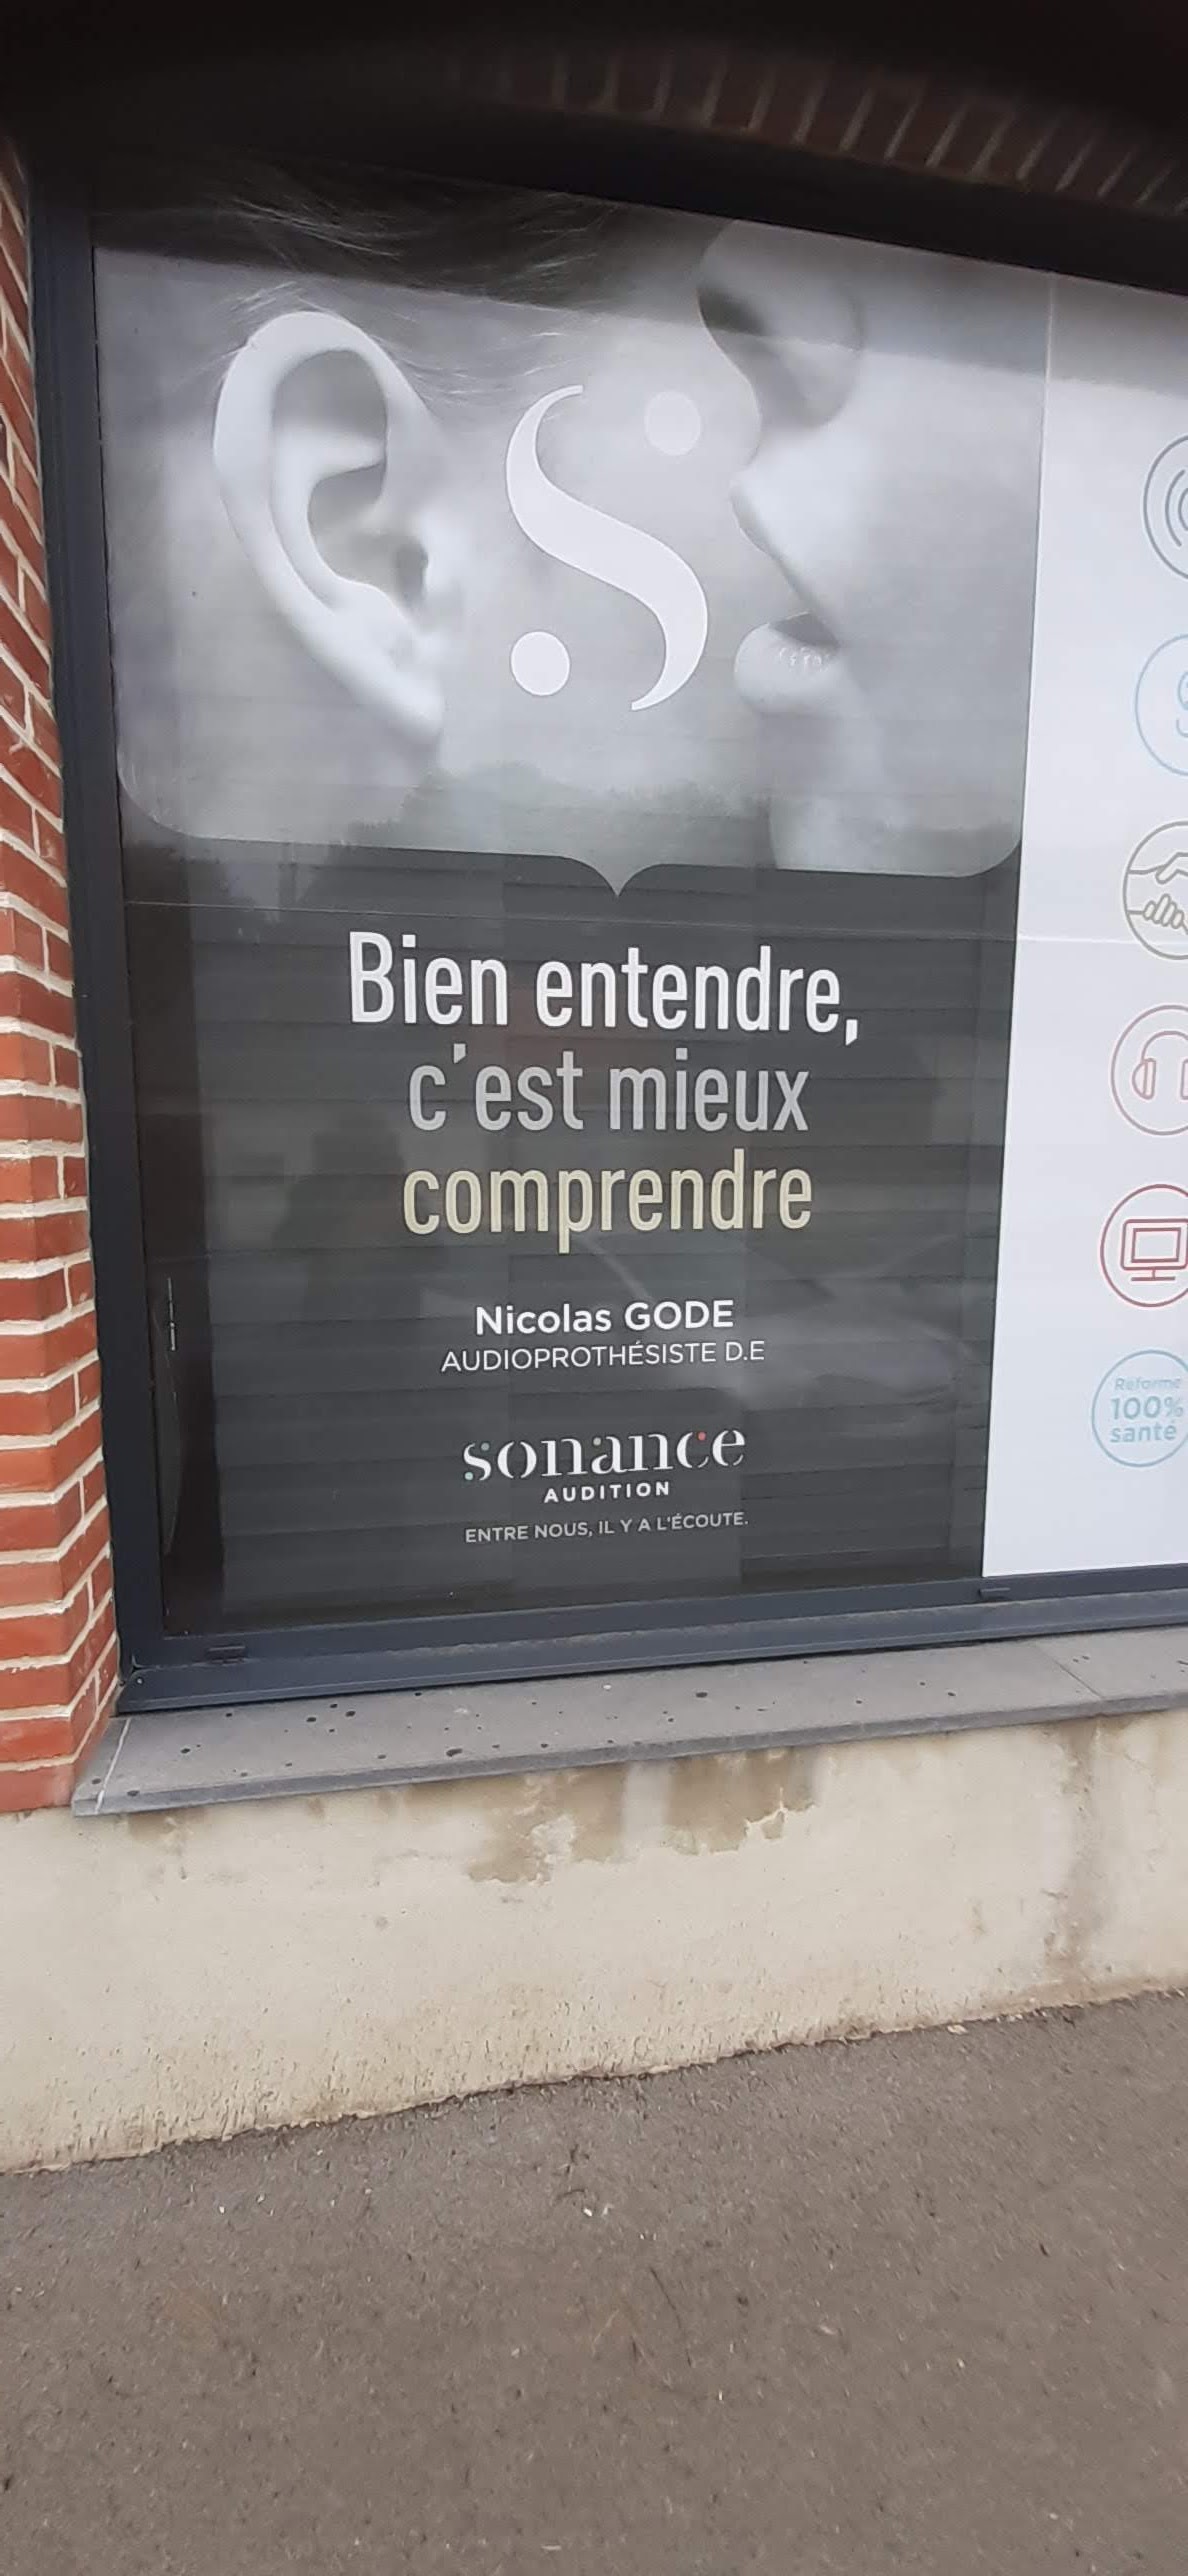 Bien entendre,
c'est mieux
comprendre
Nicolas GODE
AUDIOPROTHÉSISTE D.E
sonance
AUDITION
ENTRE NOUS, IL Y A L'ÉCOUTE.
Réforme
100%
santé